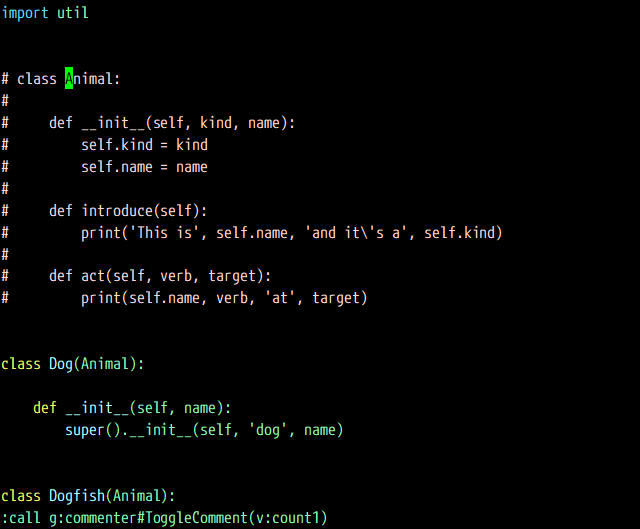 import util
# class Animal:
#
#     def __init__(self, kind, name):
#         self.kind = kind
#         self.name = name
#
#     def introduce(self):
#         print('This is', self.name, 'and it\'s a', self.kind)
#
#     def act(self, verb, target):
#         print(self.name, verb, 'at', target)
class Dog(Animal):
    def __init__(self, name):
        super().__init__(self, 'dog', name)
class Dogfish(Animal):
:call g:commenter#ToggleComment(v:count1)